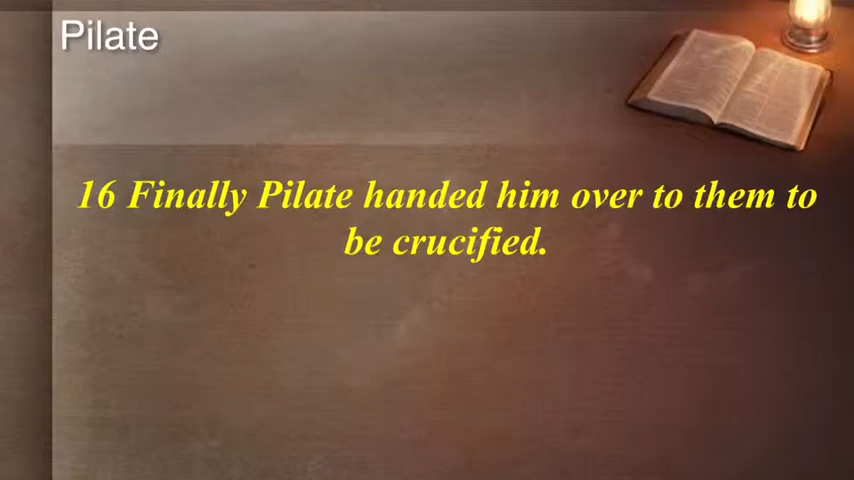 Pilate
16 Finally Pilate handed him over to them to
be crucified.